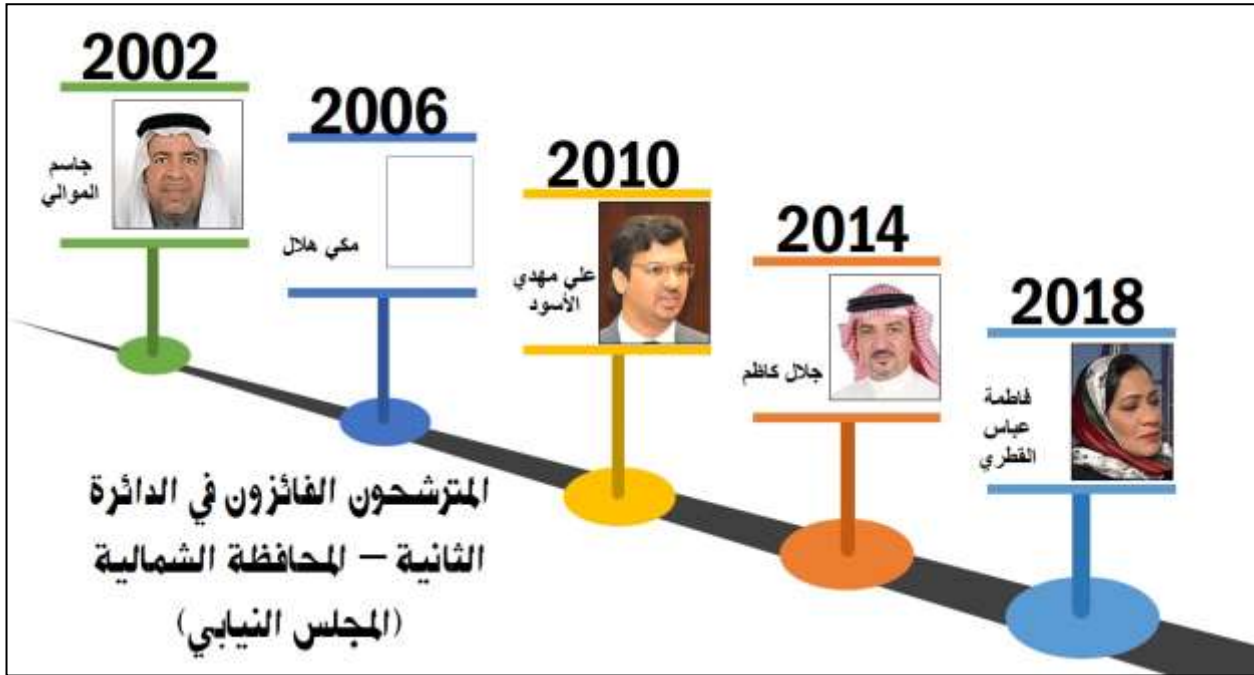 2002
جاسم
الموالي
2006
مكي هلال
2010
علي مهدي
الأسود
2014
جلال كاظم
2018
فاطمة
عباس
القطري
المترشحون الفائزون في الدائرة
الثانية – المحافظة الشمالية
(المجلس النيابي)